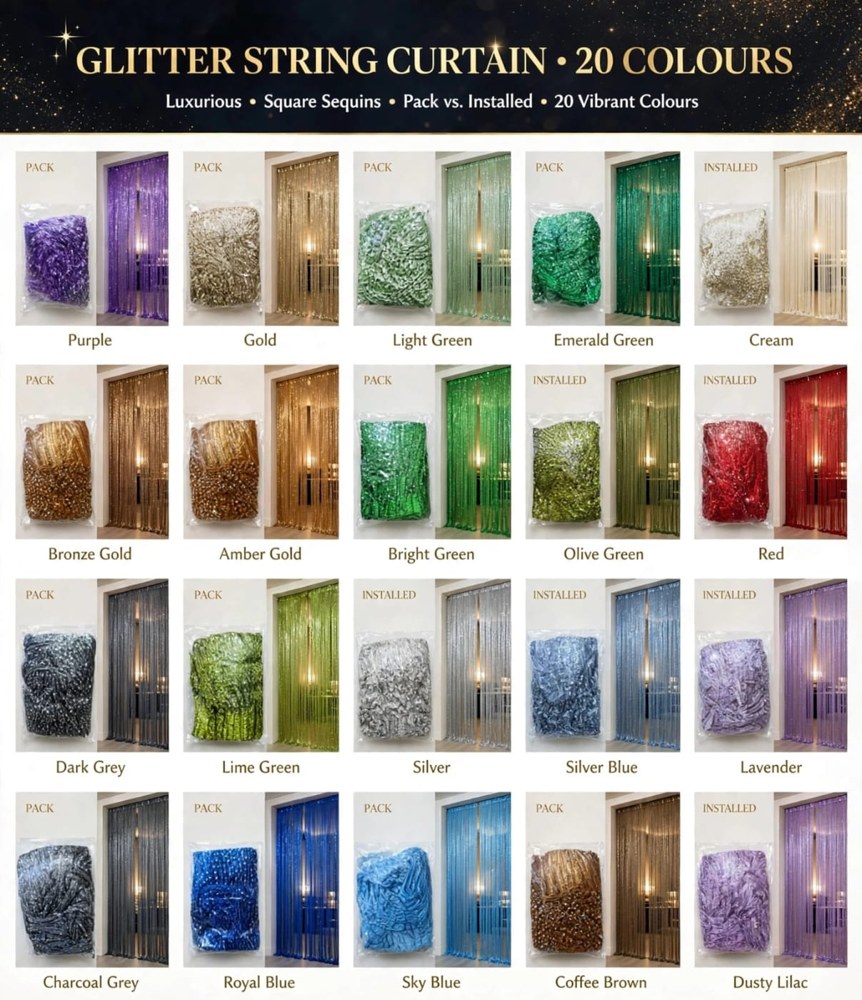 GLITTER STRING CURTAIN • 20 COLOURS
Luxurious • Square Sequins • Pack vs. Installed • 20 Vibrant Colours
PACK PACK PACK PACK INSTALLED
Purple Gold Light Green Emerald Green Cream
PACK PACK PACK INSTALLED INSTALLED
Bronze Gold Amber Gold Bright Green Olive Green Red
PACK PACK INSTALLED INSTALLED INSTALLED
Dark Grey Lime Green Silver Silver Blue Lavender
PACK PACK PACK PACK INSTALLED
Charcoal Grey Royal Blue Sky Blue Coffee Brown Dusty Lilac